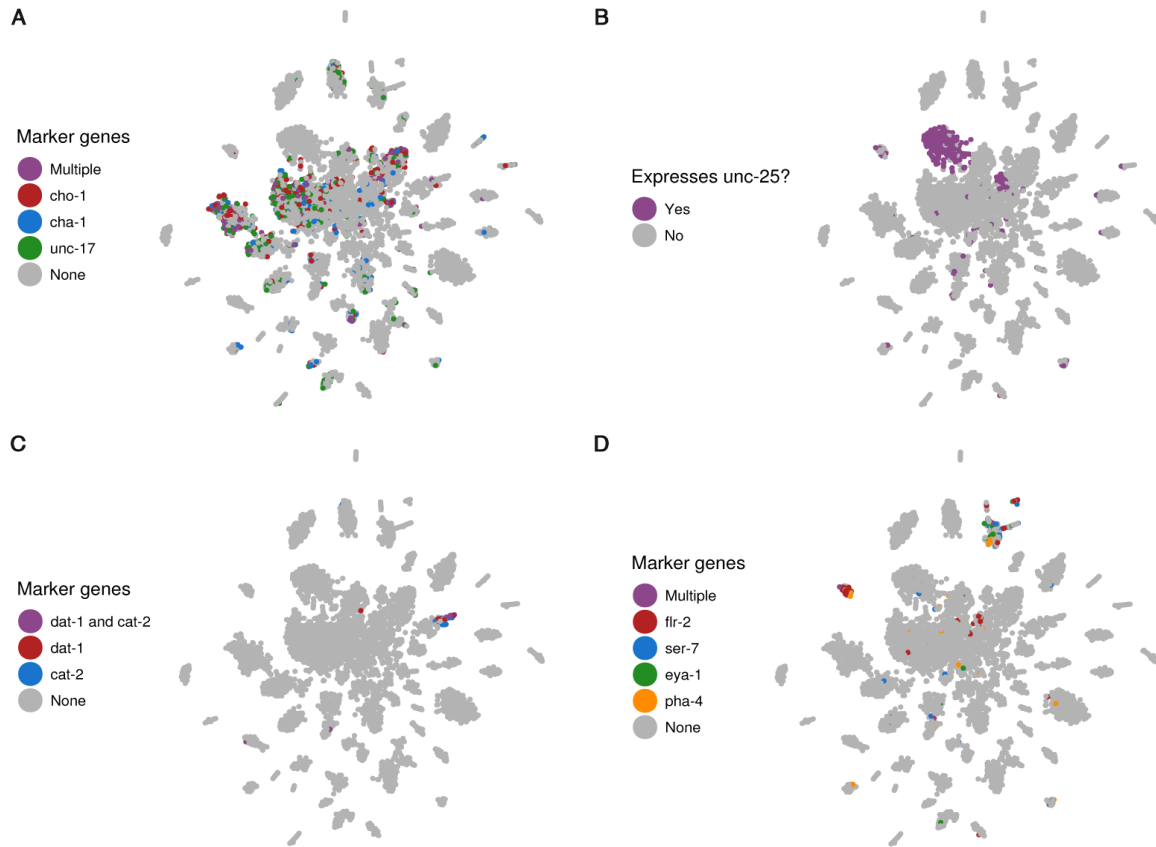 A
Marker genes
Multiple
cho-1
cha-1
unc-17
None
B
Expresses unc-25?
Yes
No
C
Marker genes
dat-1 and cat-2
dat-1
cat-2
None
D
Marker genes
Multiple
flr-2
ser-7
eya-1
pha-4
None